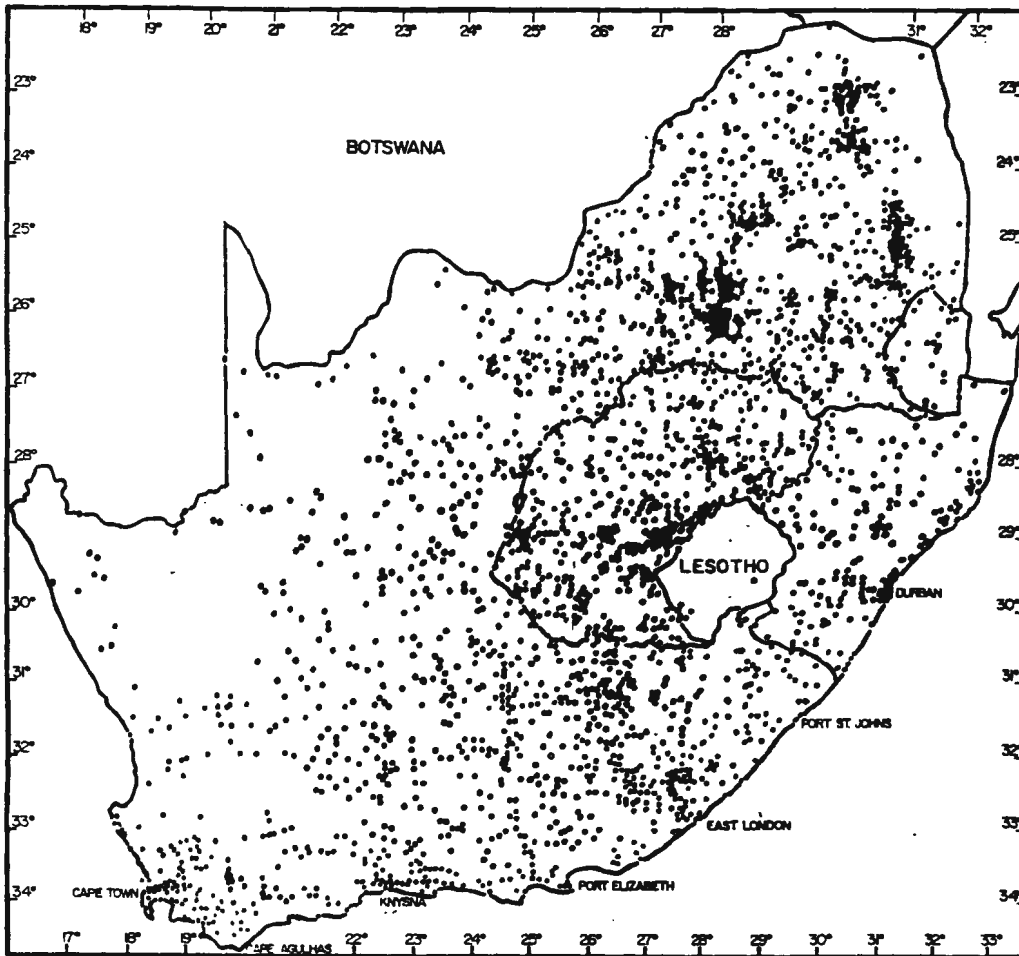 18° 19° 20° 21° 22° 23° 24° 25° 26° 27° 28° 31° 32°
23° 23°
24° 24°
BOTSWANA
25° 25°
26°
27°
28° 28°
29°
LESOTHO
30° DURBAN 30°
31° 31°
PORT ST. JOHNS
32° 32°
33° EAST LONDON 33°
CAPE TOWN 34° KNYSNA PORT ELIZABETH 34°
17° 18° 19° APE AGULHAS 22° 23° 24° 25° 26° 27° 28° 29° 30° 31° 32° 33°